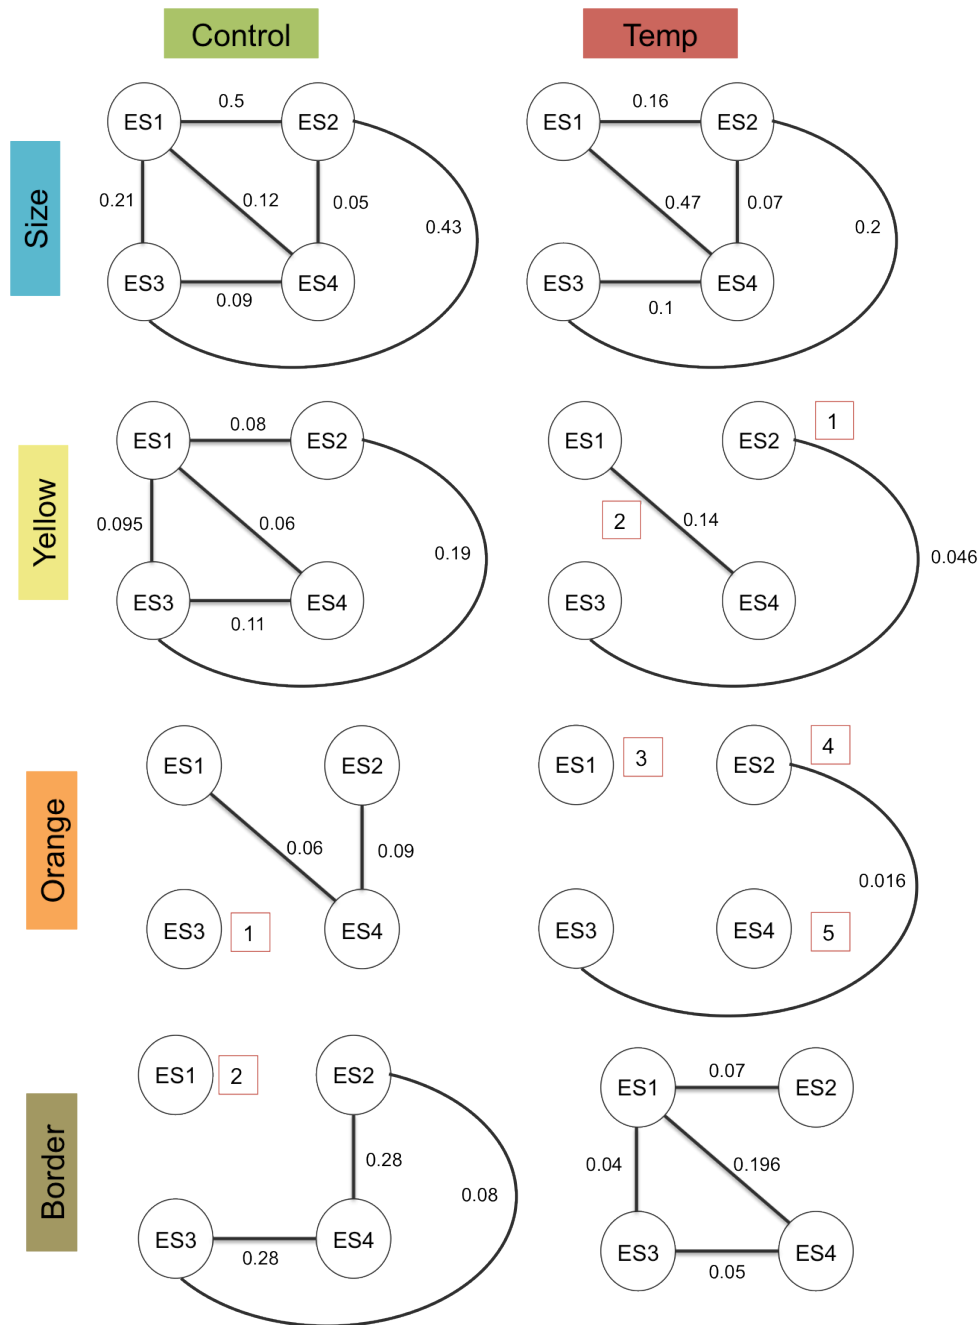 Control
Temp
Size
ES1
0.5
ES2
0.21
0.12
0.05
0.43
ES3
0.09
ES4
ES1
0.16
ES2
0.47
0.07
0.2
ES3
0.1
ES4
Yellow
ES1
0.08
ES2
0.095
0.06
0.19
ES3
0.11
ES4
ES1
ES2
1
2
0.14
0.046
ES3
ES4
Orange
ES1
ES2
0.06
0.09
ES3
1
ES4
ES1
3
ES2
4
0.016
ES3
ES4
5
Border
ES1
2
ES2
0.28
0.08
ES3
0.28
ES4
ES1
0.07
ES2
0.04
0.196
ES3
0.05
ES4